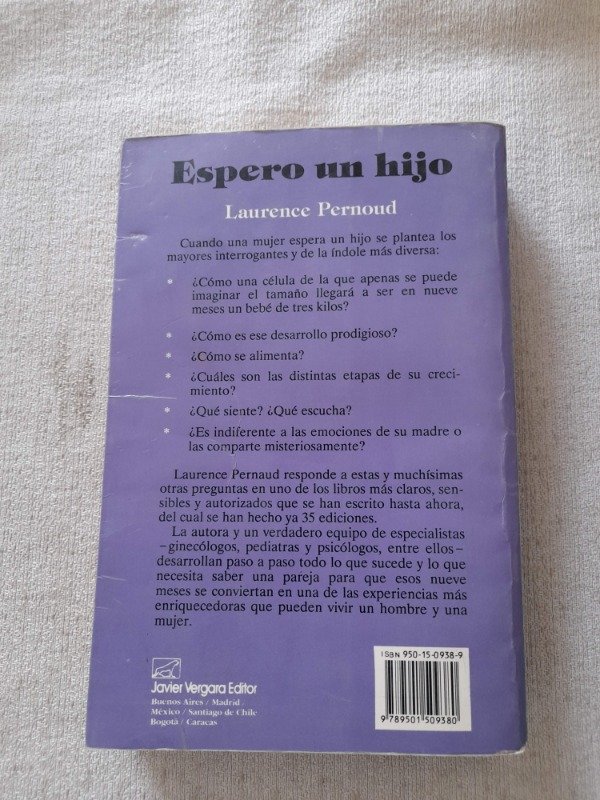 Espero un hijo
Laurence Pernoud
Cuando una mujer espera un hijo se plantea los
mayores interrogantes y de la índole más diversa:
* ¿Cómo una célula de la que apenas se puede
imaginar el tamaño llegará a ser en nueve
meses un bebé de tres kilos?
* ¿Cómo es ese desarrollo prodigioso?
* ¿Cómo se alimenta?
* ¿Cuáles son las distintas etapas de su creci-
miento?
* ¿Qué siente? ¿Qué escucha?
* ¿Es indiferente a las emociones de su madre o
las comparte misteriosamente?
Laurence Pernaud responde a estas y muchísimas
otras preguntas en uno de los libros más claros, sen-
sibles y autorizados que se han escrito hasta ahora,
del cual se han hecho ya 35 ediciones.
La autora y un verdadero equipo de especialistas
–ginecólogos, pediatras y psicólogos, entre ellos–
desarrollan paso a paso todo lo que sucede y lo que
necesita saber una pareja para que esos nueve
meses se conviertan en una de las experiencias más
enriquecedoras que pueden vivir un hombre y una
mujer.
ISBN 950-15-0938-9
9 789501 509380
Javier Vergara Editor
Buenos Aires / Madrid /
México / Santiago de Chile
Bogotá / Caracas